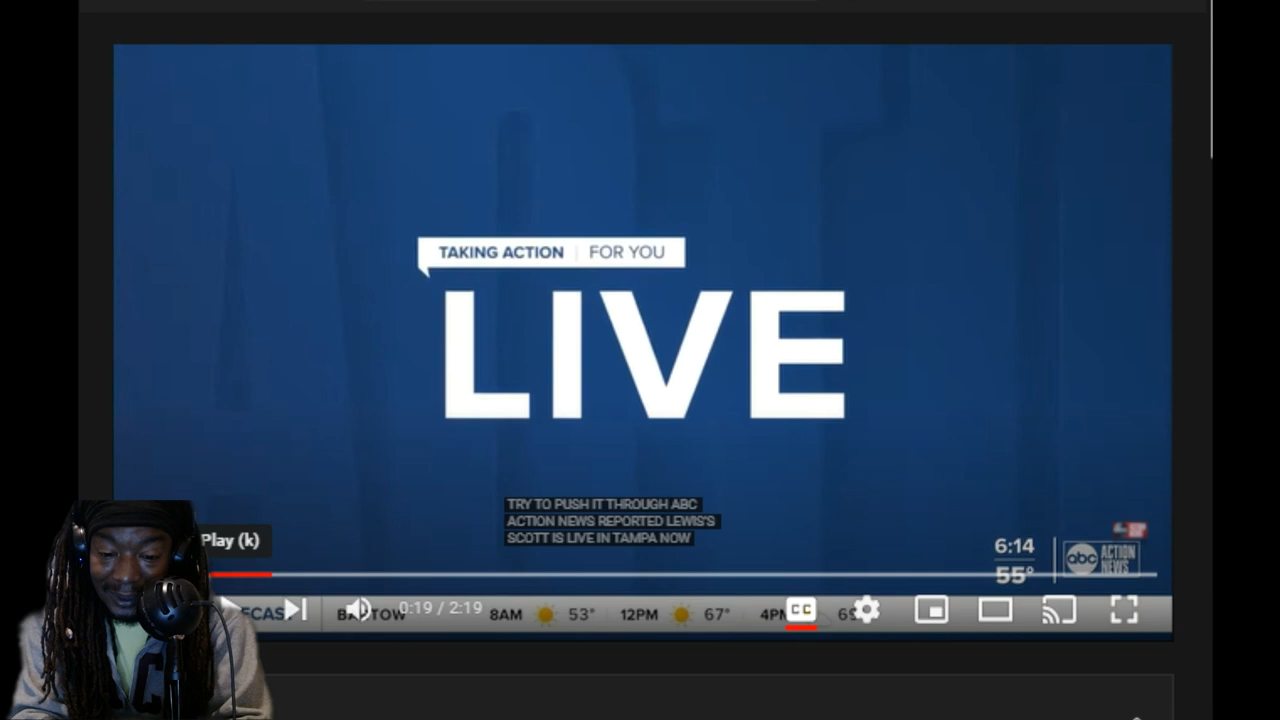 TAKING ACTION FOR YOU
LIVE
TRY TO PUSH IT THROUGH ABC
ACTION NEWS REPORTED LEWIS'S
SCOTT IS LIVE IN TAMPA NOW
Play (k)
6:14
55°
abc ACTION NEWS
0:19 / 2:19
CC
8AM 53° 12PM 67°